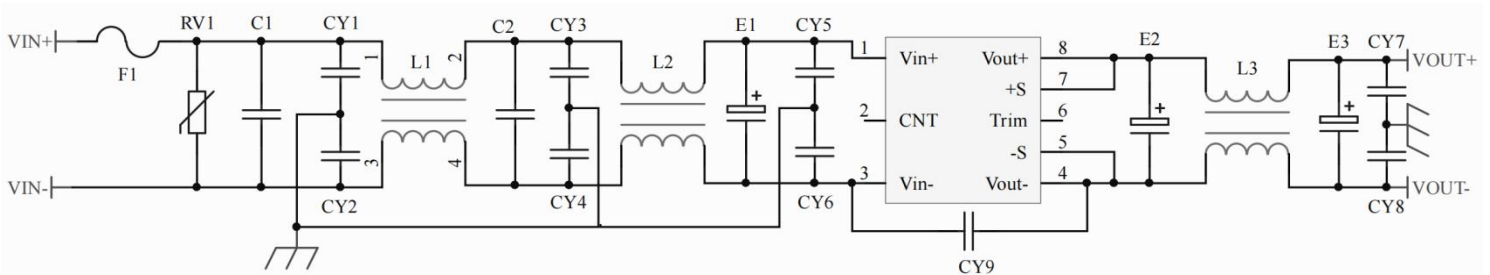 VIN+
F1
RV1
C1
CY1
1
L1
2
C2
CY3
L2
E1
+
CY5
1
Vin+
Vout+
8
+S
7
2
CNT
Trim
6
-S
5
3
Vin-
Vout-
4
E2
+
L3
E3
+
CY7
VOUT+
VIN-
3
4
CY2
CY4
CY6
CY9
CY8
VOUT-